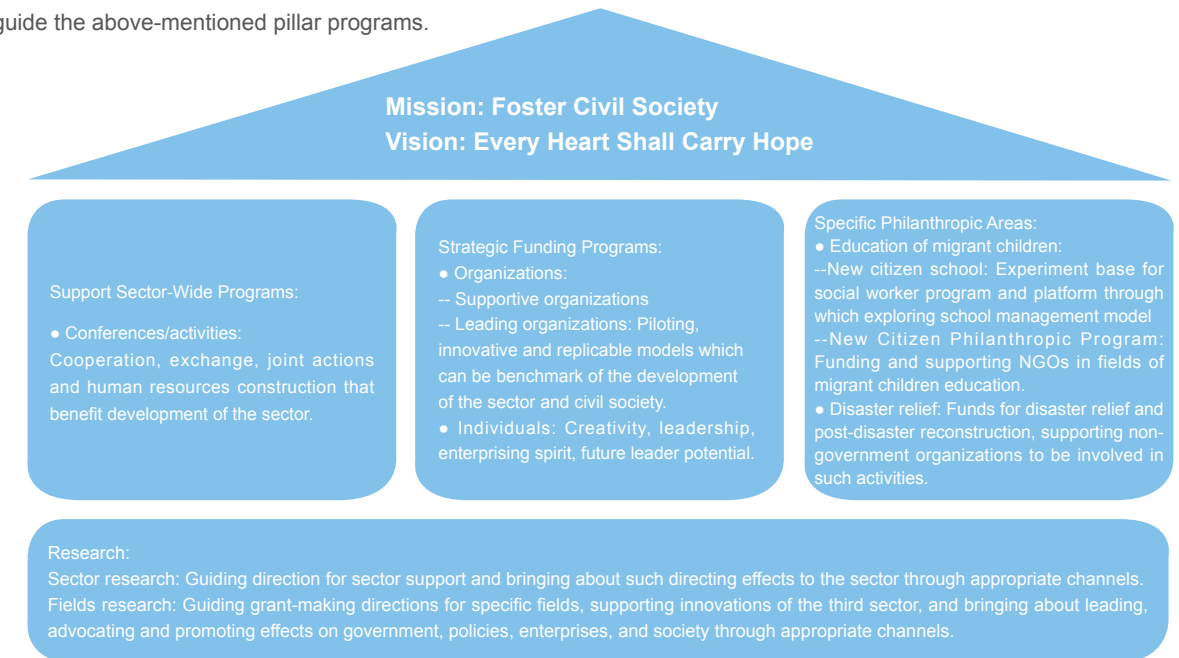 guide the above-mentioned pillar programs.
Mission: Foster Civil Society
Vision: Every Heart Shall Carry Hope
Support Sector-Wide Programs:
● Conferences/activities:
Cooperation, exchange, joint actions
and human resources construction that
benefit development of the sector.
Strategic Funding Programs:
● Organizations:
-- Supportive organizations
-- Leading organizations: Piloting,
innovative and replicable models which
can be benchmark of the development
of the sector and civil society.
● Individuals: Creativity, leadership,
enterprising spirit, future leader potential.
Specific Philanthropic Areas:
● Education of migrant children:
--New citizen school: Experiment base for
social worker program and platform through
which exploring school management model
--New Citizen Philanthropic Program:
Funding and supporting NGOs in fields of
migrant children education.
● Disaster relief: Funds for disaster relief and
post-disaster reconstruction, supporting non-
government organizations to be involved in
such activities.
Research:
Sector research: Guiding direction for sector support and bringing about such directing effects to the sector through appropriate channels.
Fields research: Guiding grant-making directions for specific fields, supporting innovations of the third sector, and bringing about leading,
advocating and promoting effects on government, policies, enterprises, and society through appropriate channels.